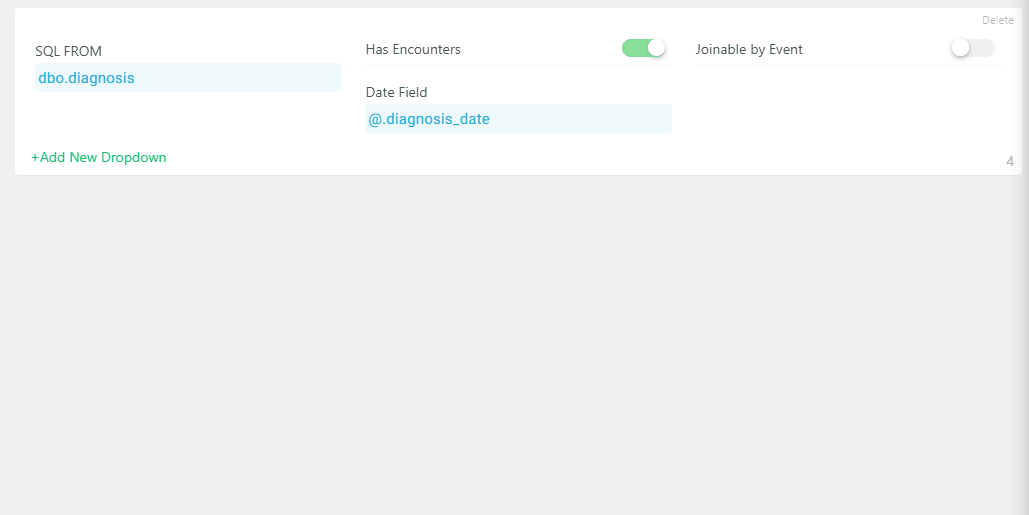 Delete
SQL FROM
dbo.diagnosis
Has Encounters
Date Field
@.diagnosis_date
Joinable by Event
+Add New Dropdown
4